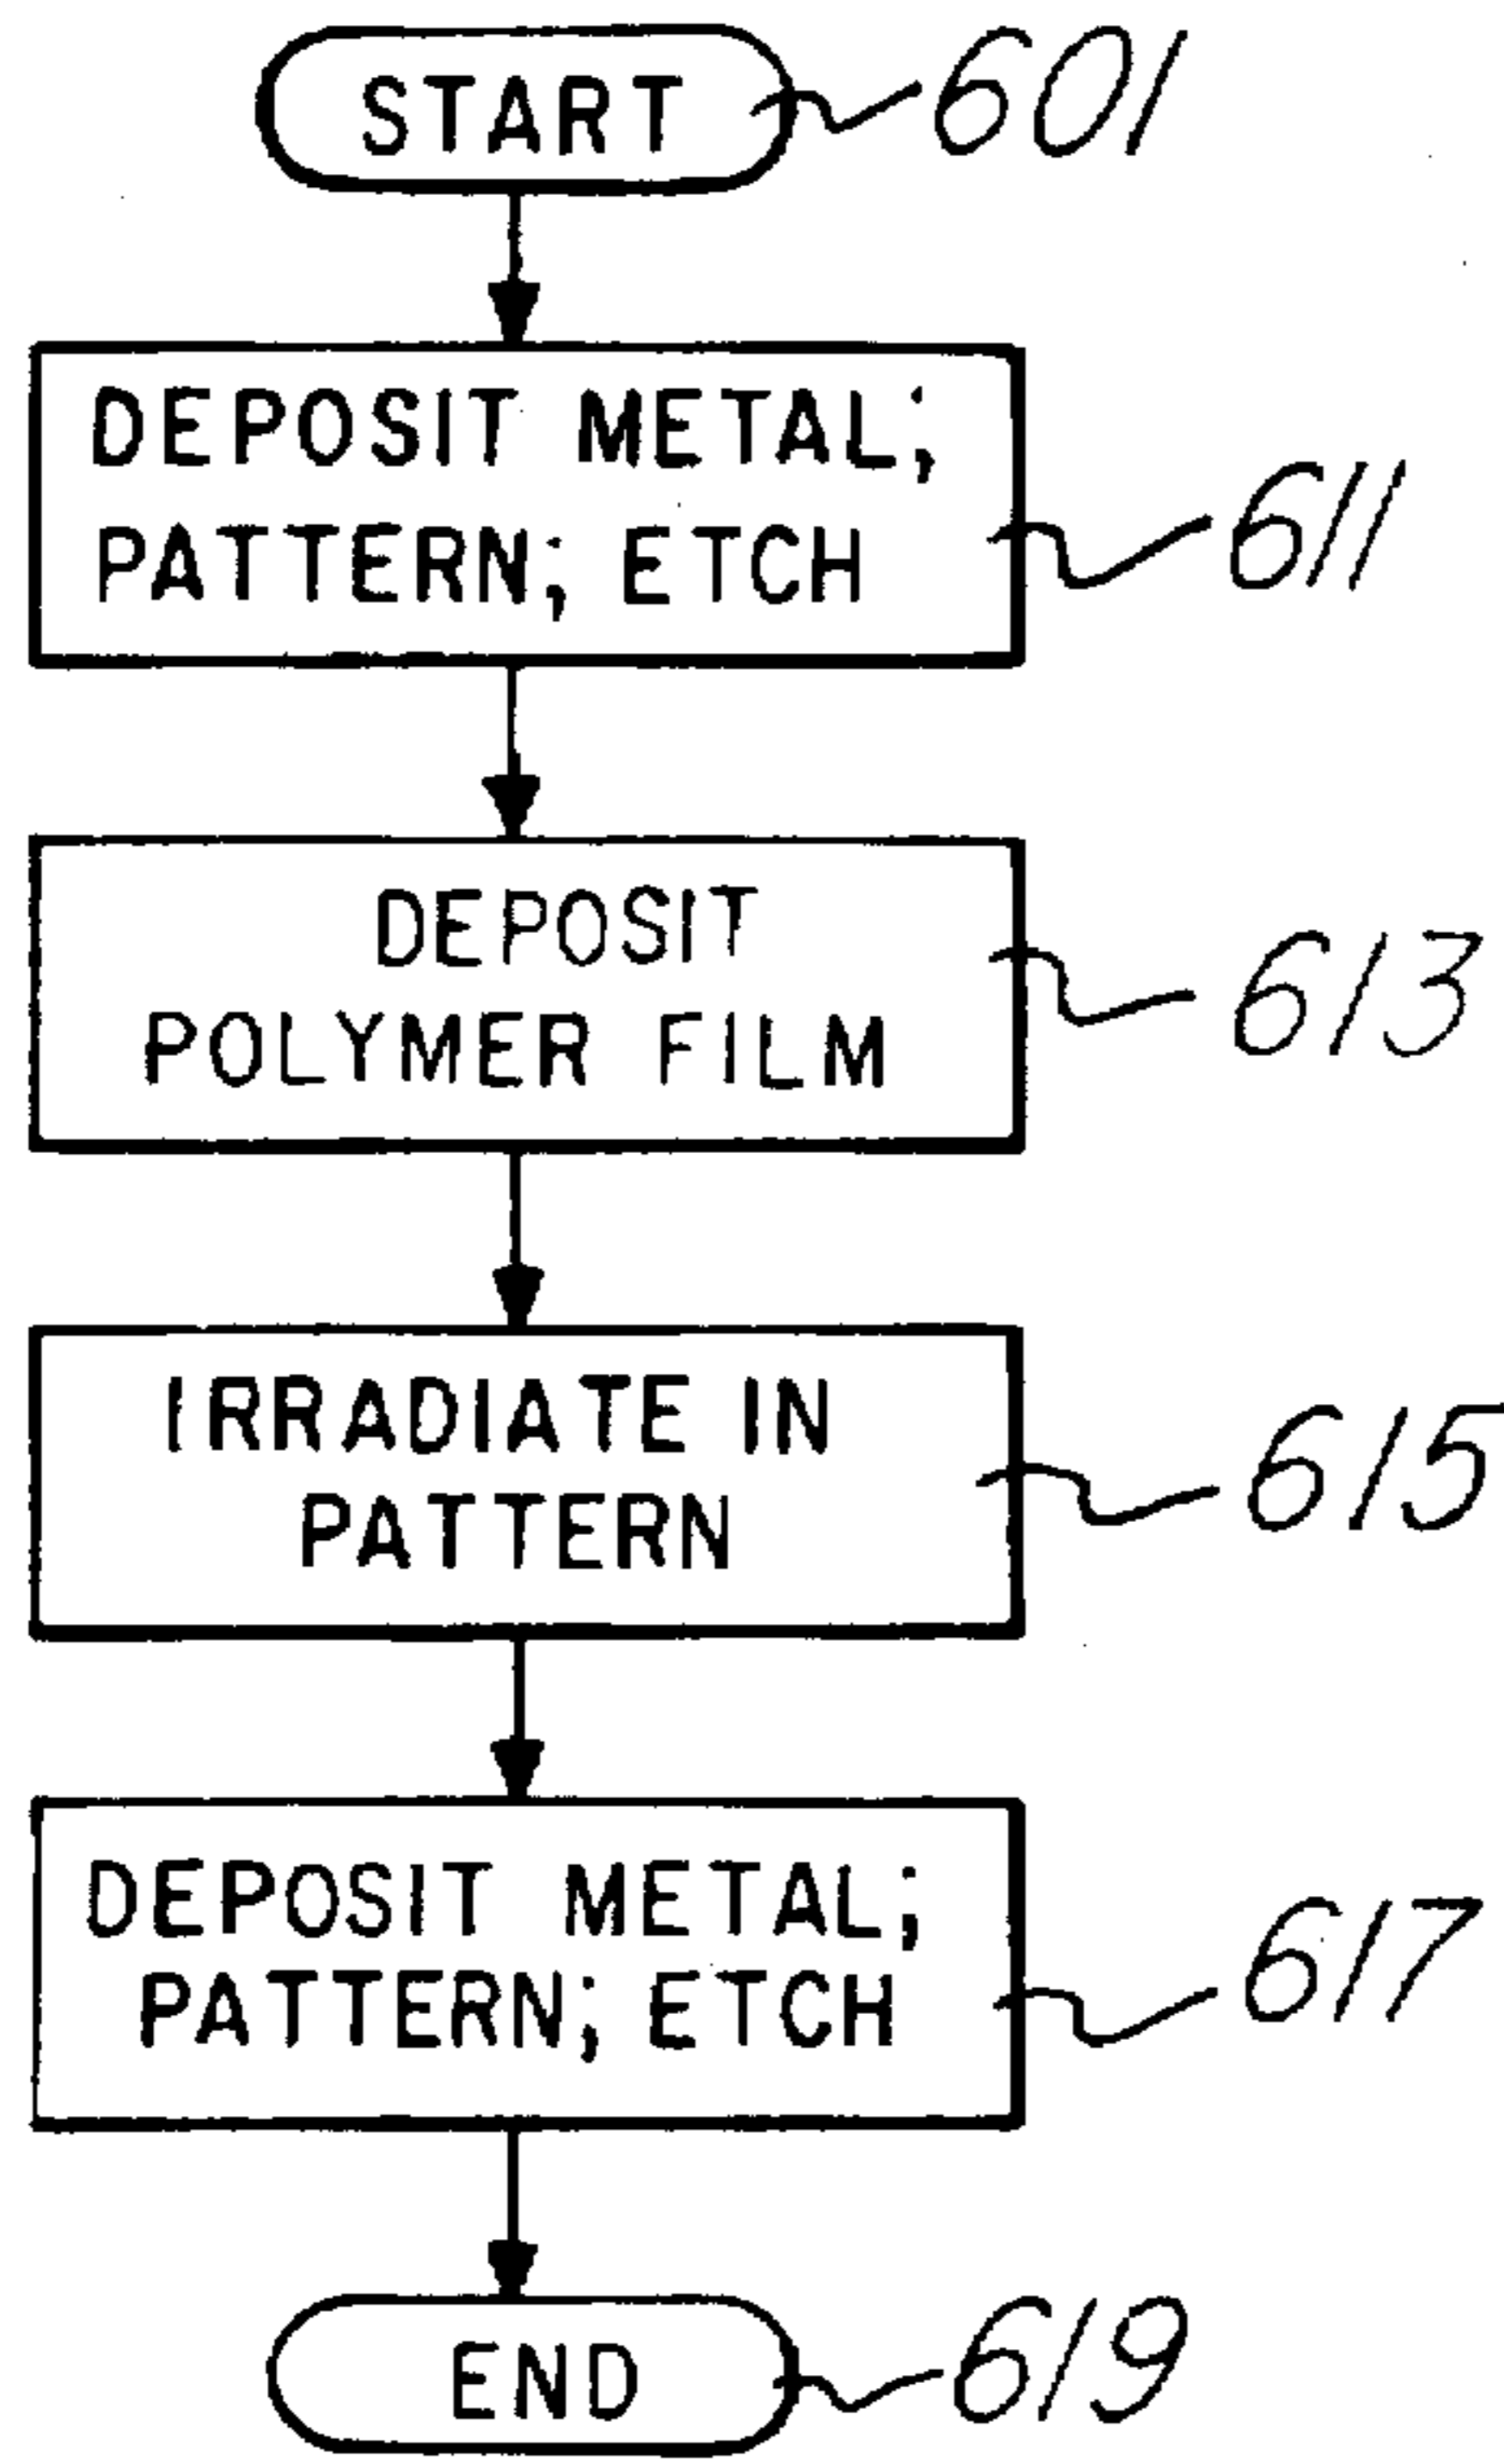 START
601
DEPOSIT METAL;
PATTERN; ETCH
611
DEPOSIT
POLYMER FILM
613
IRRADIATE IN
PATTERN
615
DEPOSIT METAL;
PATTERN; ETCH
617
END
619